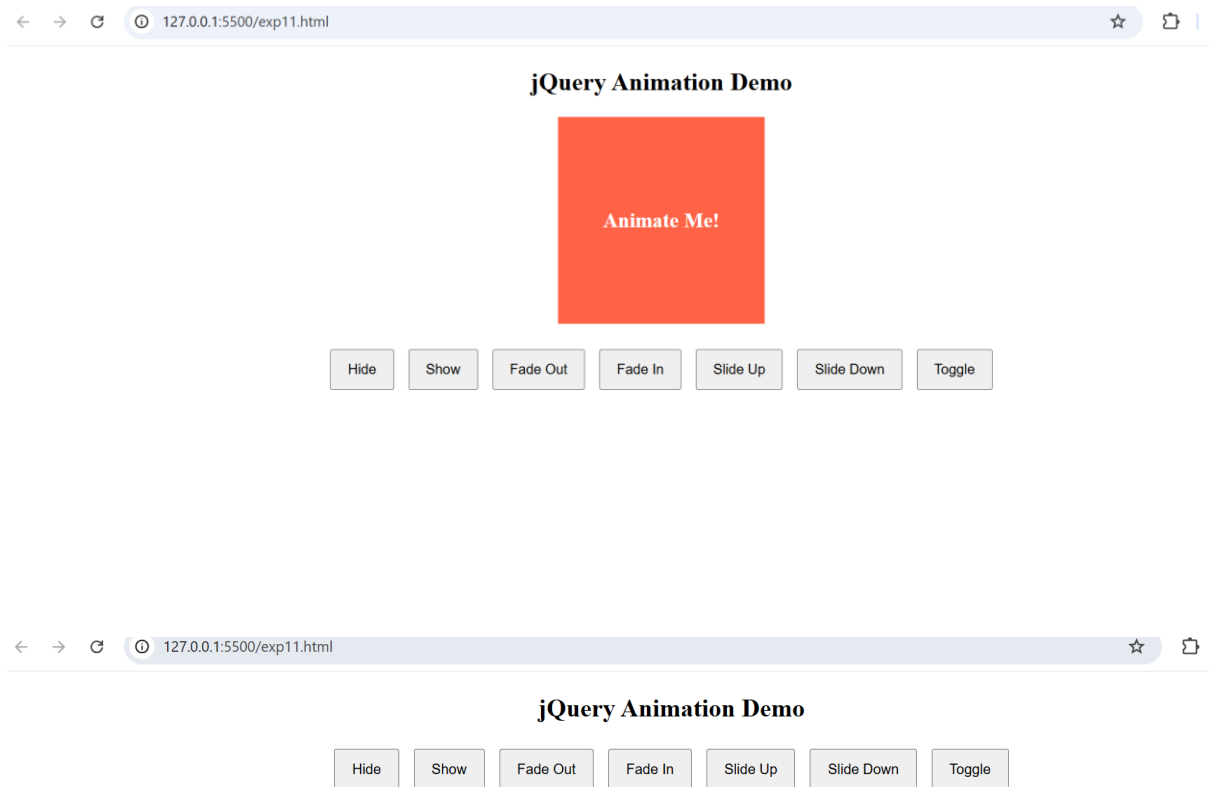 127.0.0.1:5500/exp11.html
jQuery Animation Demo
Animate Me!
Hide Show Fade Out Fade In Slide Up Slide Down Toggle
127.0.0.1:5500/exp11.html
jQuery Animation Demo
Hide Show Fade Out Fade In Slide Up Slide Down Toggle